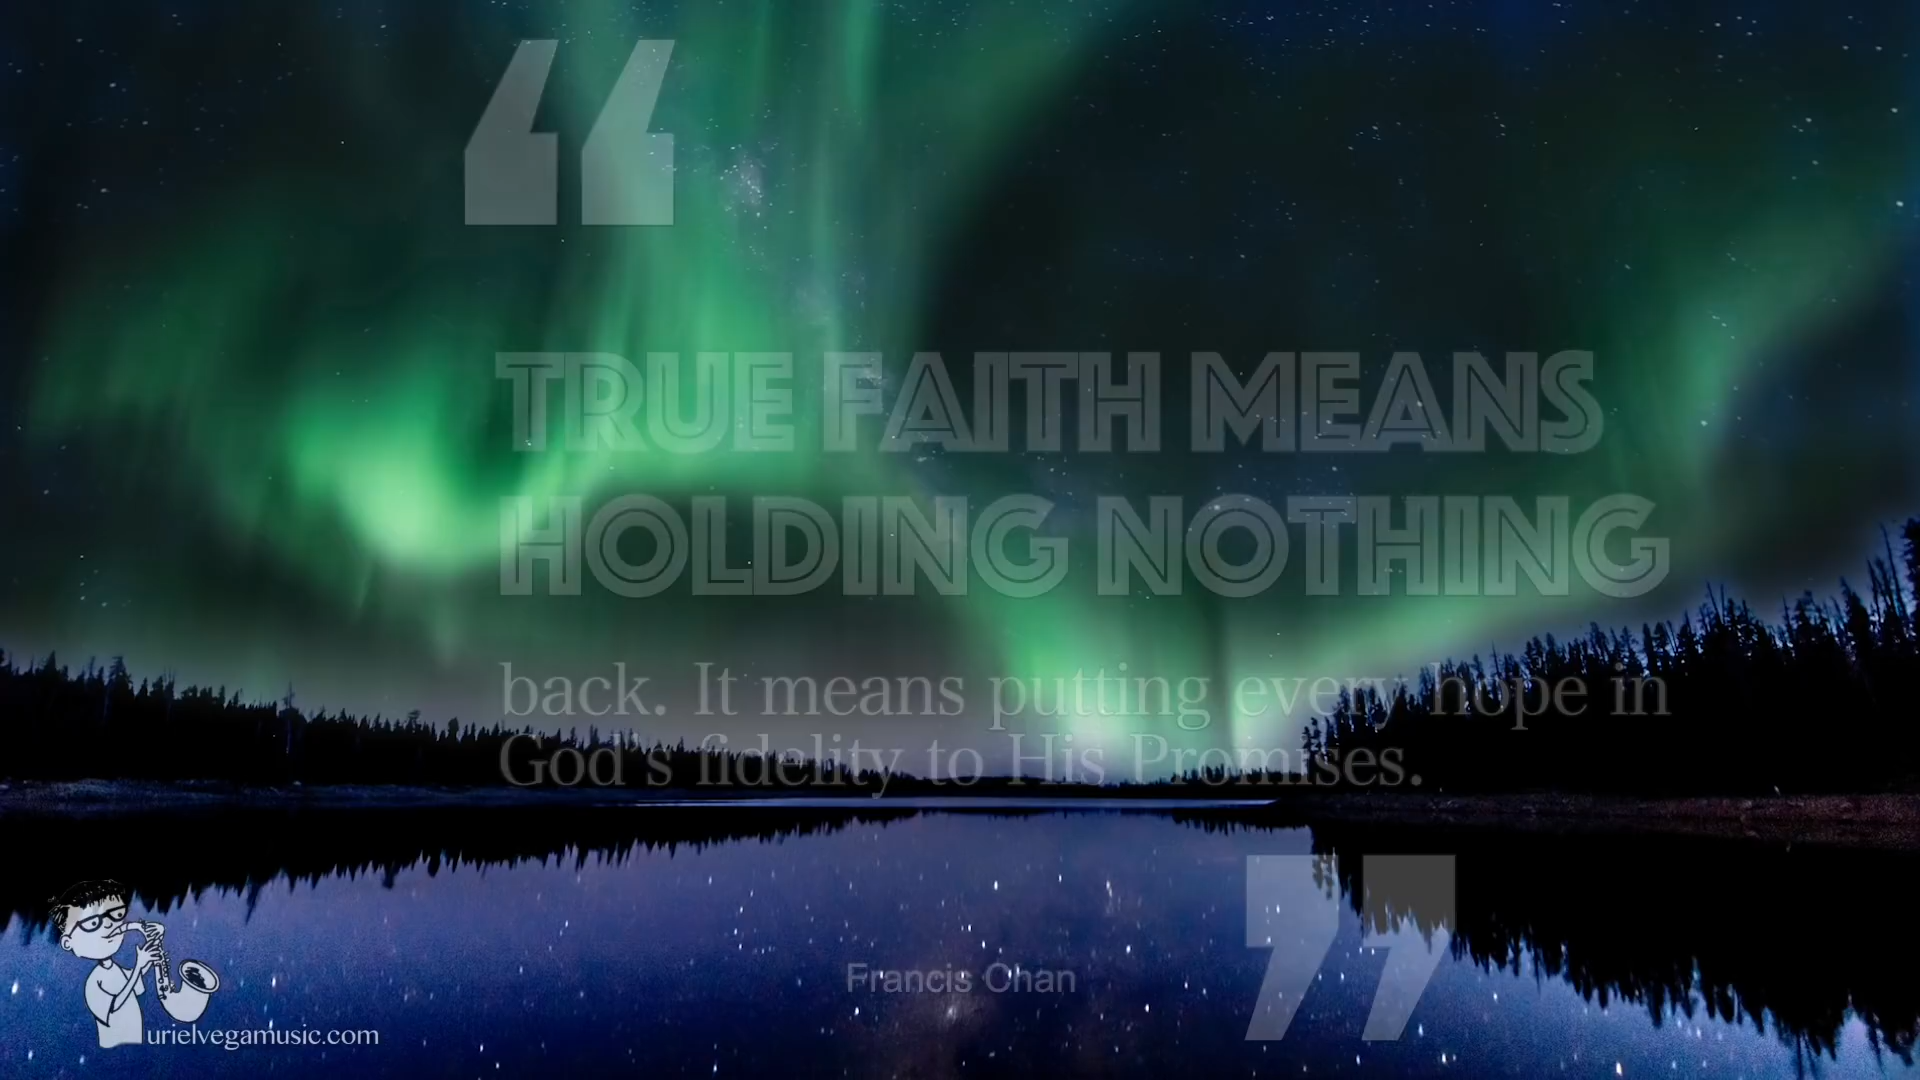 “
TRUE FAITH MEANS
HOLDING NOTHING
back. It means putting every hope in
God's fidelity to His Promises.
”
Francis Chan
urielvegamusic.com